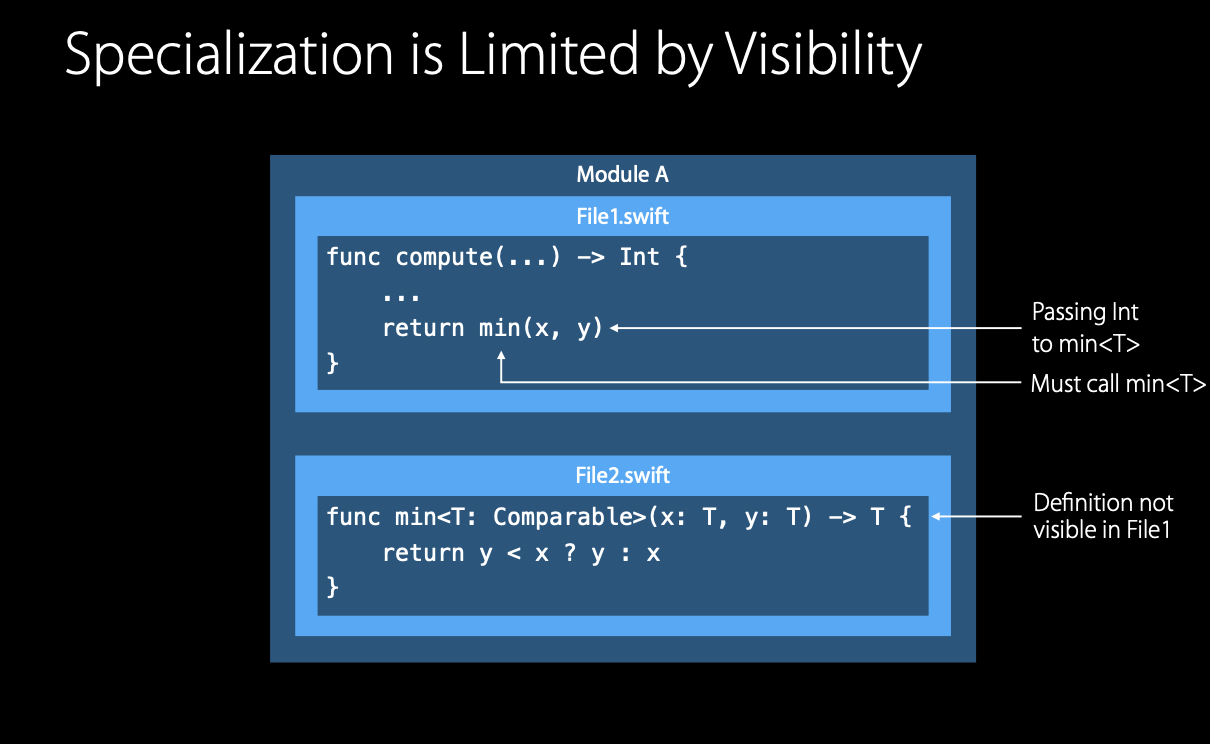 Specialization is Limited by Visibility
Module A
File1.swift
func compute(...) -> Int {
    ...
    return min(x, y)
}
Passing Int
to min<T>
Must call min<T>
File2.swift
func min<T: Comparable>(x: T, y: T) -> T {
    return y < x ? y : x
}
Definition not
visible in File1